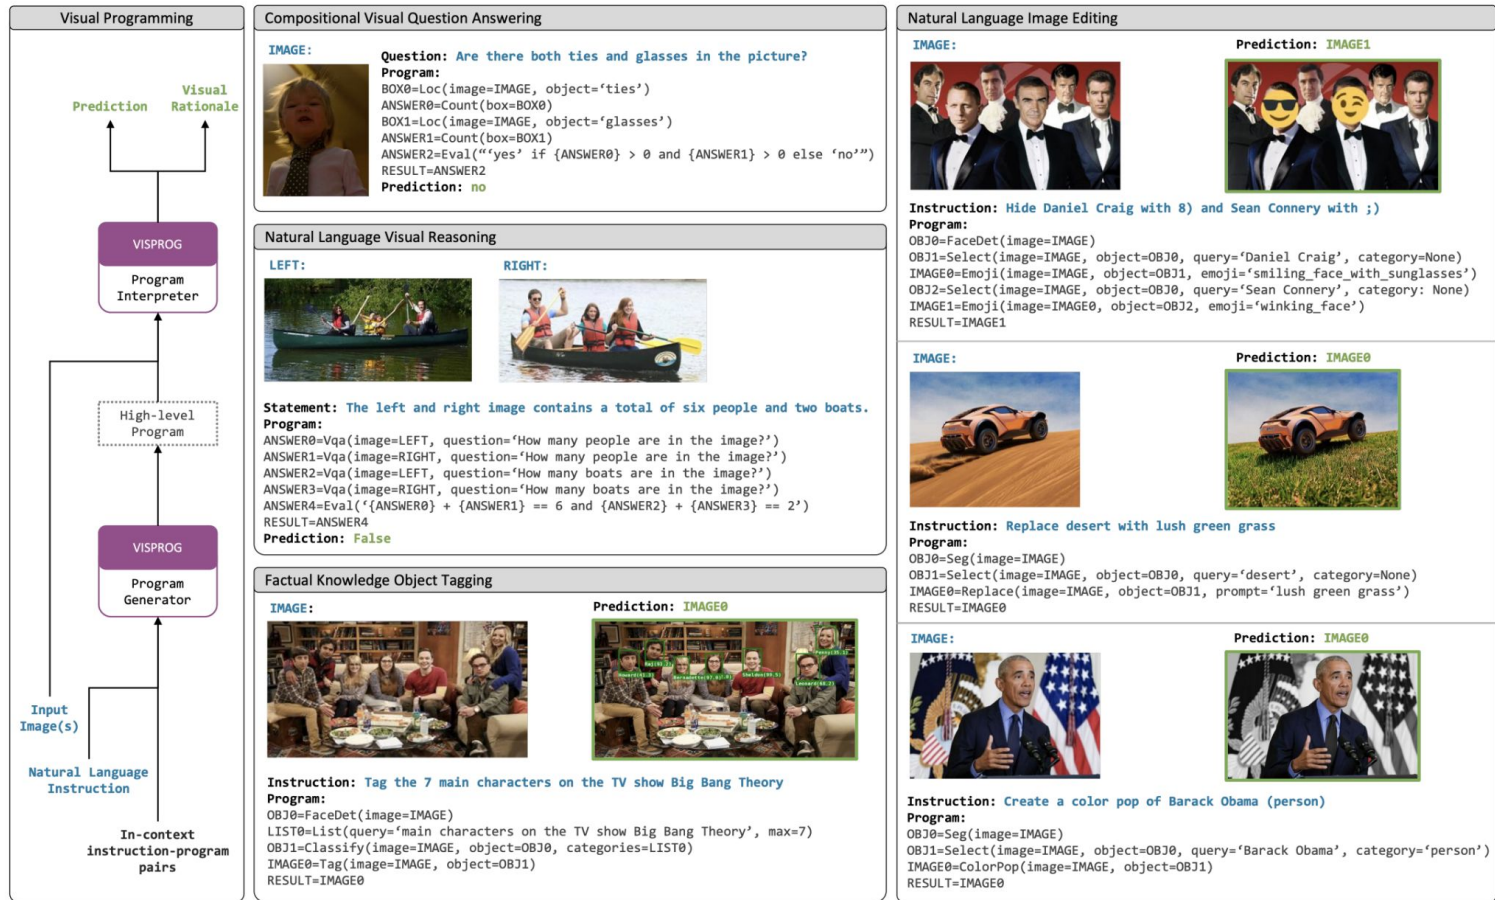 Visual Programming
Prediction
Visual
Rationale
VISPROG
Program
Interpreter
High-level
Program
VISPROG
Program
Generator
Input
Image(s)
Natural Language
Instruction
In-context
instruction-program
pairs
Compositional Visual Question Answering
IMAGE:
Question: Are there both ties and glasses in the picture?
Program:
BOX0=Loc(image=IMAGE, object=‘ties’)
ANSWER0=Count(box=BOX0)
BOX1=Loc(image=IMAGE, object=‘glasses’)
ANSWER1=Count(box=BOX1)
ANSWER2=Eval(“‘yes’ if {ANSWER0} > 0 and {ANSWER1} > 0 else ‘no’”)
RESULT=ANSWER2
Prediction: no
Natural Language Visual Reasoning
LEFT:
RIGHT:
Statement: The left and right image contains a total of six people and two boats.
Program:
ANSWER0=Vqa(image=LEFT, question=‘How many people are in the image?’)
ANSWER1=Vqa(image=RIGHT, question=‘How many people are in the image?’)
ANSWER2=Vqa(image=LEFT, question=‘How many boats are in the image?’)
ANSWER3=Vqa(image=RIGHT, question=‘How many boats are in the image?’)
ANSWER4=Eval(‘{ANSWER0} + {ANSWER1} == 6 and {ANSWER2} + {ANSWER3} == 2’)
RESULT=ANSWER4
Prediction: False
Factual Knowledge Object Tagging
IMAGE:
Prediction: IMAGE0
Instruction: Tag the 7 main characters on the TV show Big Bang Theory
Program:
OBJ0=FaceDet(image=IMAGE)
LIST0=List(query=‘main characters on the TV show Big Bang Theory’, max=7)
OBJ1=Classify(image=IMAGE, object=OBJ0, categories=LIST0)
IMAGE0=Tag(image=IMAGE, object=OBJ1)
RESULT=IMAGE0
Natural Language Image Editing
IMAGE:
Prediction: IMAGE1
Instruction: Hide Daniel Craig with 8) and Sean Connery with ;)
Program:
OBJ0=FaceDet(image=IMAGE)
OBJ1=Select(image=IMAGE, object=OBJ0, query=‘Daniel Craig’, category=None)
IMAGE0=Emoji(image=IMAGE, object=OBJ1, emoji=‘smiling_face_with_sunglasses’)
OBJ2=Select(image=IMAGE, object=OBJ0, query=‘Sean Connery’, category: None)
IMAGE1=Emoji(image=IMAGE0, object=OBJ2, emoji=‘winking_face’)
RESULT=IMAGE1
IMAGE:
Prediction: IMAGE0
Instruction: Replace desert with lush green grass
Program:
OBJ0=Seg(image=IMAGE)
OBJ1=Select(image=IMAGE, object=OBJ0, query=‘desert’, category=None)
IMAGE0=Replace(image=IMAGE, object=OBJ1, prompt=‘lush green grass’)
RESULT=IMAGE0
IMAGE:
Prediction: IMAGE0
Instruction: Create a color pop of Barack Obama (person)
Program:
OBJ0=Seg(image=IMAGE)
OBJ1=Select(image=IMAGE, object=OBJ0, query=‘Barack Obama’, category=‘person’)
IMAGE0=ColorPop(image=IMAGE, object=OBJ1)
RESULT=IMAGE0